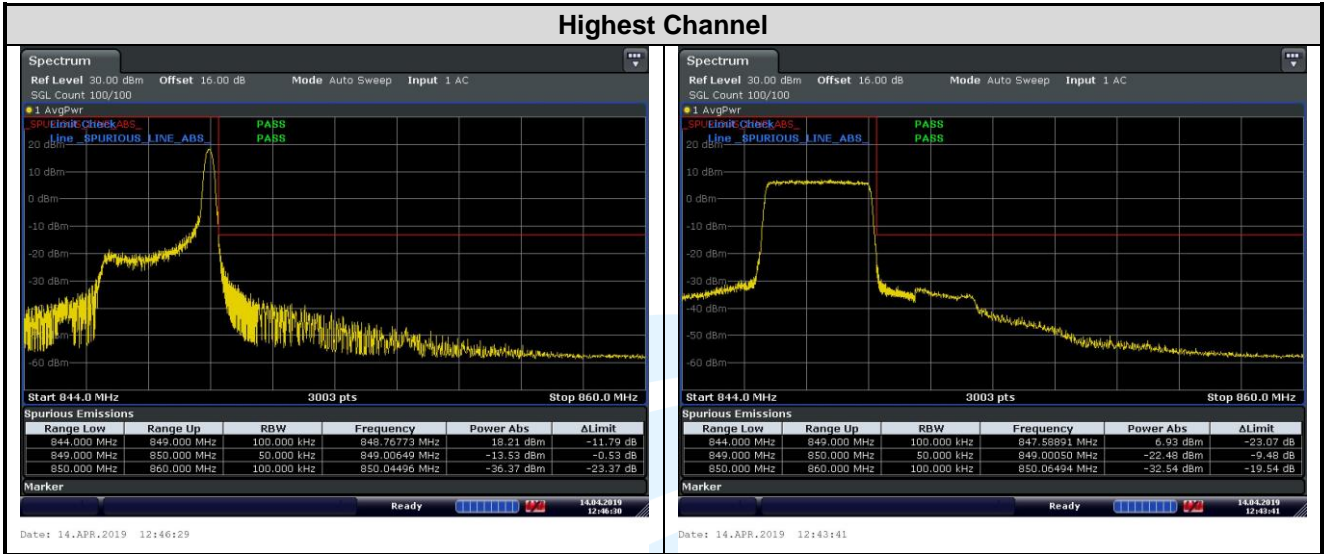 Highest Channel
Spectrum
Ref Level 30.00 dBm Offset 16.00 dB Mode Auto Sweep Input 1 AC
SGL Count 100/100
1 AvgPwr
Limit Check PASS
Line _SPURIOUS_LINE_ABS_ PASS
20 dBm
10 dBm
0 dBm
-10 dBm
-20 dBm
-30 dBm
-60 dBm
Start 844.0 MHz 3003 pts Stop 860.0 MHz
Spurious Emissions
Range Low Range Up RBW Frequency Power Abs ΔLimit
844.000 MHz 849.000 MHz 100.000 kHz 848.76773 MHz 18.21 dBm -11.79 dB
849.000 MHz 850.000 MHz 50.000 kHz 849.00649 MHz -13.53 dBm -0.53 dB
850.000 MHz 860.000 MHz 100.000 kHz 850.04496 MHz -36.37 dBm -23.37 dB
Marker
Ready 14.04.2019
12:46:30
Date: 14.APR.2019 12:46:29
Spectrum
Ref Level 30.00 dBm Offset 16.00 dB Mode Auto Sweep Input 1 AC
SGL Count 100/100
1 AvgPwr
Limit Check PASS
Line _SPURIOUS_LINE_ABS_ PASS
20 dBm
10 dBm
0 dBm
-10 dBm
-20 dBm
-30 dBm
-40 dBm
-50 dBm
-60 dBm
Start 844.0 MHz 3003 pts Stop 860.0 MHz
Spurious Emissions
Range Low Range Up RBW Frequency Power Abs ΔLimit
844.000 MHz 849.000 MHz 100.000 kHz 847.58891 MHz 6.93 dBm -23.07 dB
849.000 MHz 850.000 MHz 50.000 kHz 849.00050 MHz -22.48 dBm -9.48 dB
850.000 MHz 860.000 MHz 100.000 kHz 850.06494 MHz -32.54 dBm -19.54 dB
Marker
Ready 14.04.2019
12:43:41
Date: 14.APR.2019 12:43:41